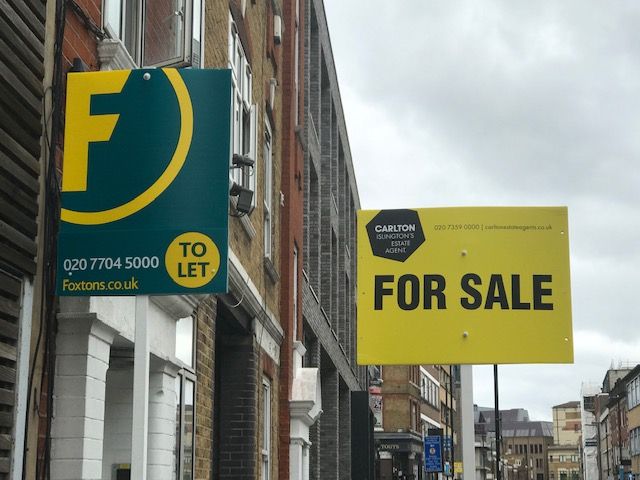 F
TO
LET
020 7704 5000
Foxtons.co.uk
CARLTON
ISLINGTON'S
ESTATE
AGENT.
020 7359 0000 | carltonestateagents.co.uk
FOR SALE